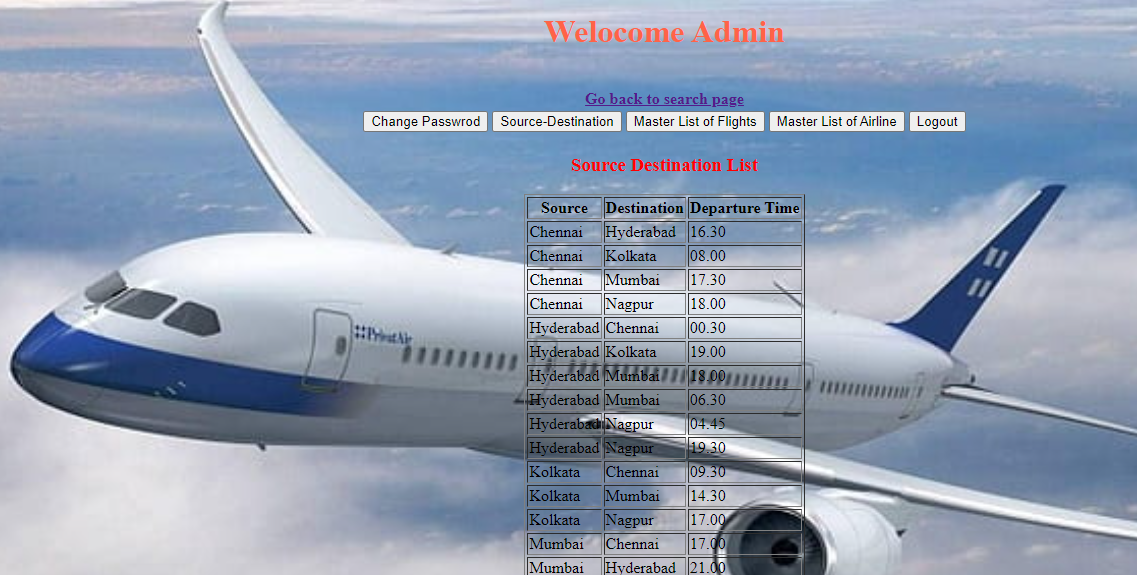 Welocome Admin
Go back to search page
Change Passwrod Source-Destination Master List of Flights Master List of Airline Logout
Source Destination List
Source Destination Departure Time
Chennai Hyderabad 16.30
Chennai Kolkata 08.00
Chennai Mumbai 17.30
Chennai Nagpur 18.00
Hyderabad Chennai 00.30
PrivatAir
Hyderabad Kolkata 19.00
Hyderabad Mumbai 18.00
Hyderabad Mumbai 06.30
Hyderabad Nagpur 04.45
Hyderabad Nagpur 19.30
Kolkata Chennai 09.30
Kolkata Mumbai 14.30
Kolkata Nagpur 17.00
Mumbai Chennai 17.00
Mumbai Hyderabad 21.00